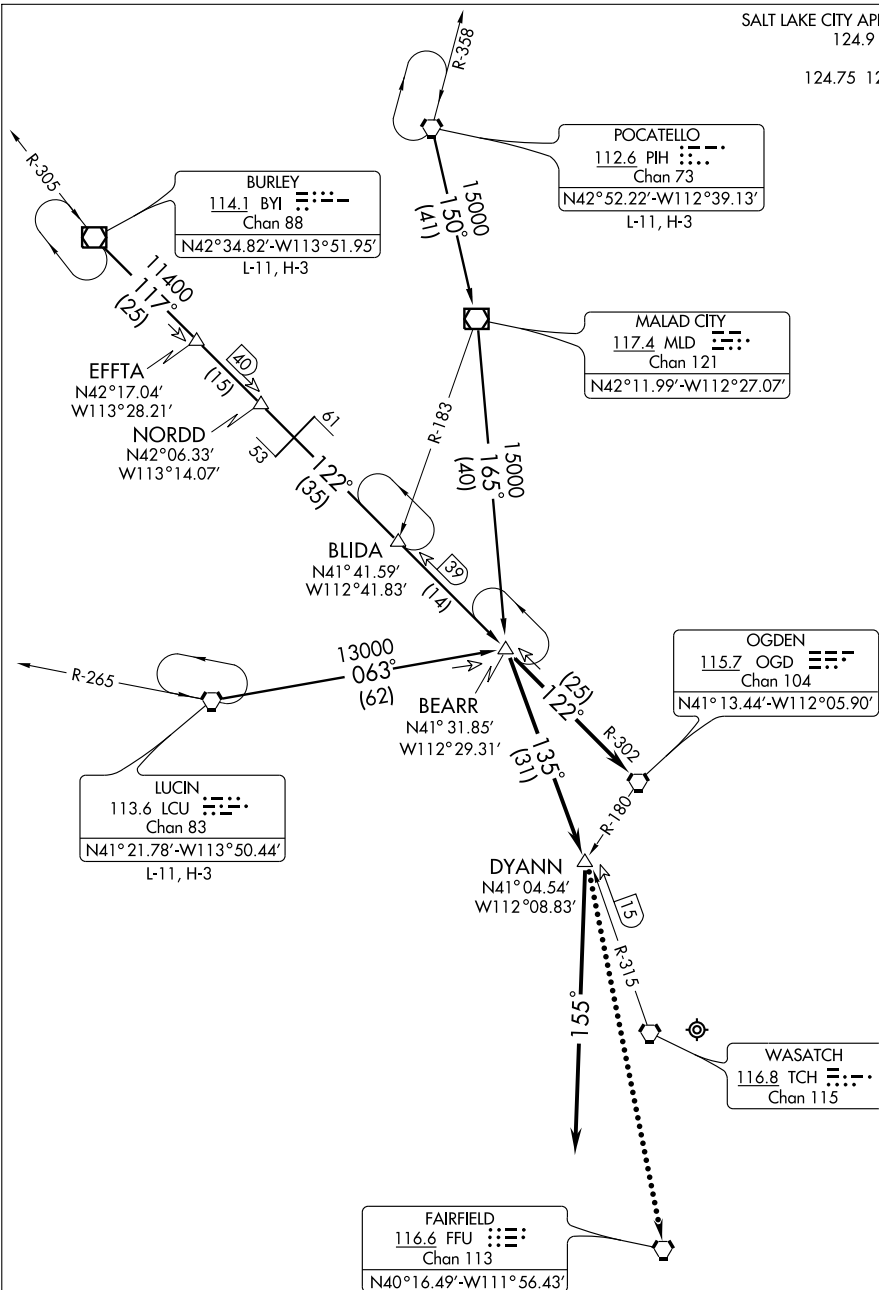 SALT LAKE CITY
124.9
124.75
R-358
POCATELLO
112.6 PIH
Chan 73
N42°52.22'-W112°39.13'
L-11, H-3
R-305
BURLEY
114.1 BYI
Chan 88
N42°34.82'-W113°51.95'
L-11, H-3
15000
150°
(41)
11400
117°
(25)
MALAD CITY
117.4 MLD
Chan 121
N42°11.99'-W112°27.07'
EFFTA
N42°17.04'
W113°28.21'
40
(15)
NORDD
N42°06.33'
W113°14.07'
61
53
R-183
122°
(35)
15000
165°
(40)
BLIDA
N41°41.59'
W112°41.83'
39
(14)
R-265
13000
063°
(62)
BEARR
N41°31.85'
W112°29.31'
(25)
122°
R-302
OGDEN
115.7 OGD
Chan 104
N41°13.44'-W112°05.90'
135°
(31)
LUCIN
113.6 LCU
Chan 83
N41°21.78'-W113°50.44'
L-11, H-3
R-180
DYANN
N41°04.54'
W112°08.83'
15
R-315
155°
WASATCH
116.8 TCH
Chan 115
FAIRFIELD
116.6 FFU
Chan 113
N40°16.49'-W111°56.43'